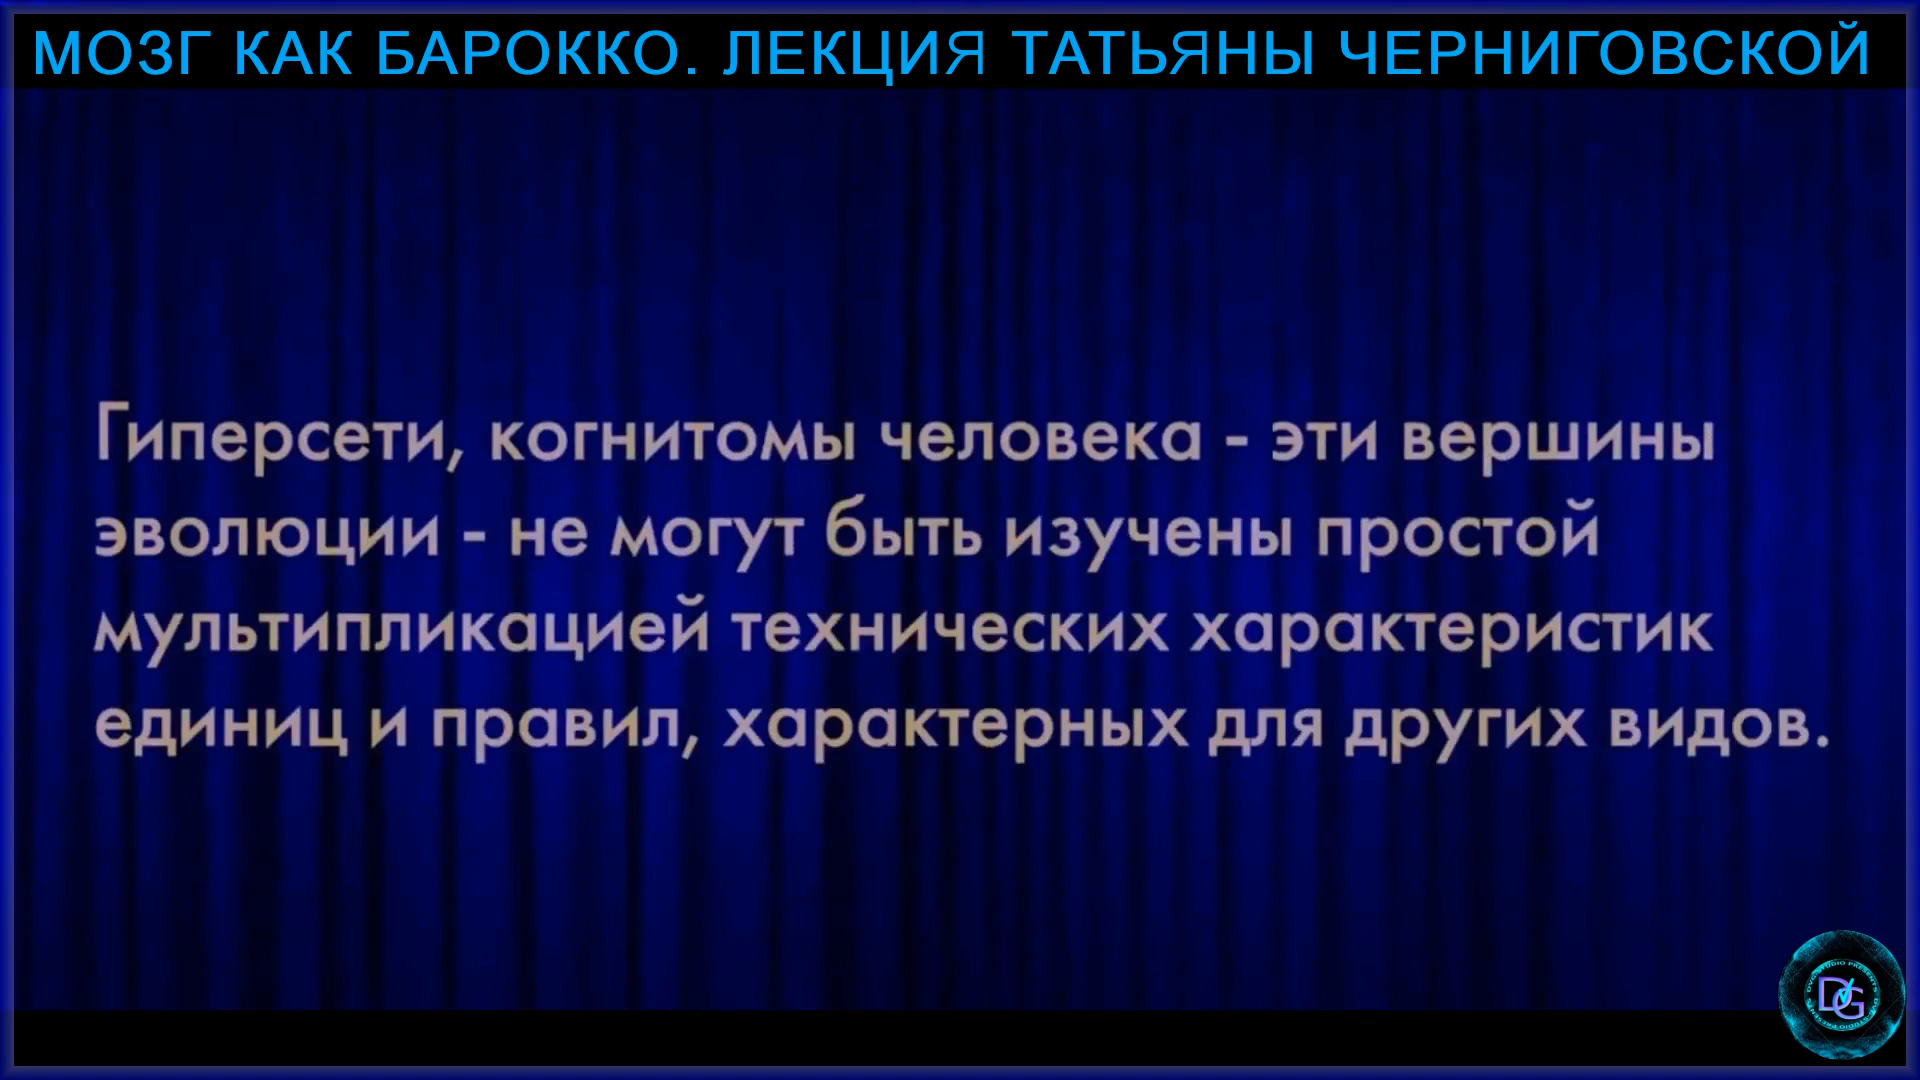 МОЗГ КАК БАРОККО. ЛЕКЦИЯ ТАТЬЯНЫ ЧЕРНИГОВСКОЙ
Гиперсети, когнитомы человека - эти вершины
эволюции - не могут быть изучены простой
мультипликацией технических характеристик
единиц и правил, характерных для других видов.